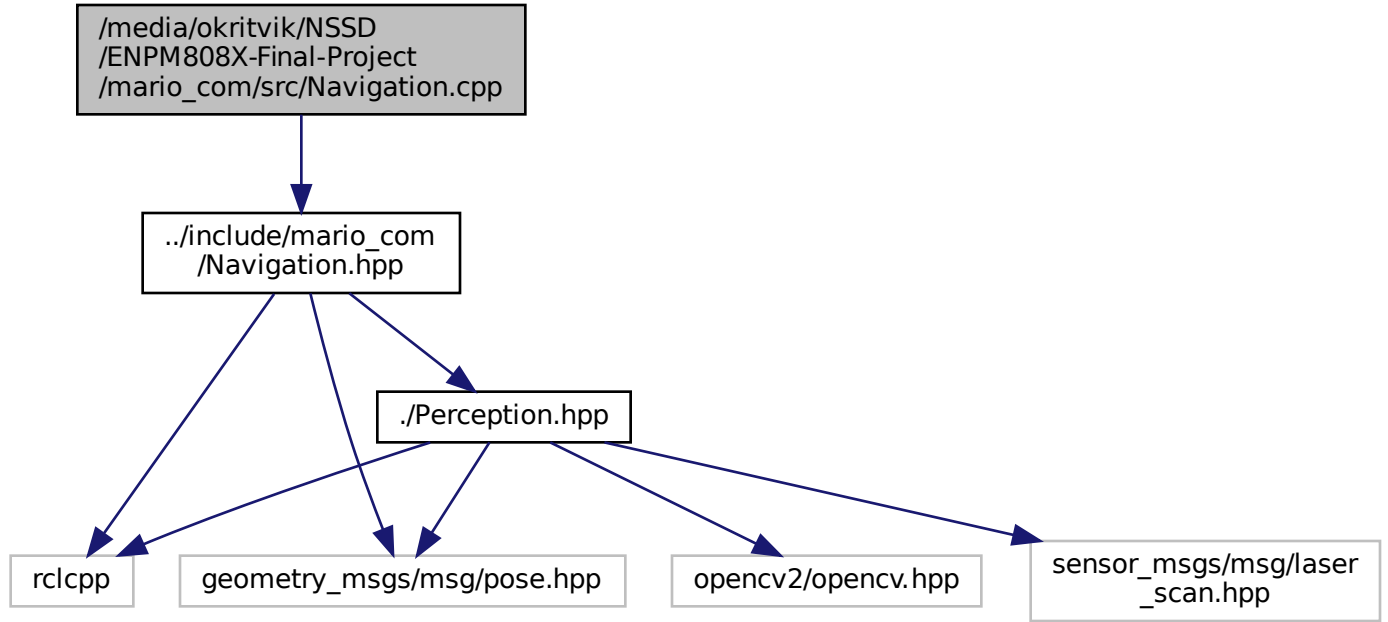 /media/okritvik/NSSD
/ENPM808X-Final-Project
/mario_com/src/Navigation.cpp
../include/mario_com
/Navigation.hpp
./Perception.hpp
rclcpp
geometry_msgs/msg/pose.hpp
opencv2/opencv.hpp
sensor_msgs/msg/laser
_scan.hpp